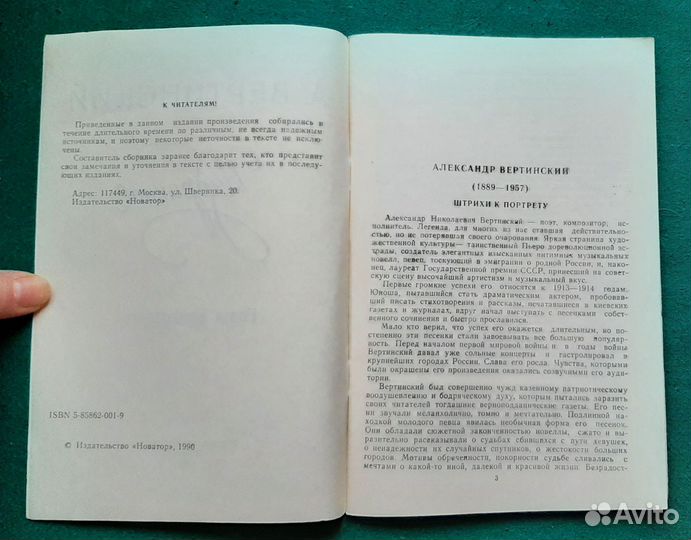 К ЧИТАТЕЛЯМ!
Приведенные в данном издании произведения собирались в
течение длительного времени по различным, не всегда надежным
источникам, и поэтому некоторые неточности в тексте не исклю-
чены.
Составитель сборника заранее благодарит тех, кто представит
свои замечания и уточнения в тексте с целью учета их в последу-
ющих изданиях.
Адрес: 117449, г. Москва, ул. Шверника, 20.
Издательство «Новатор»
ISBN 5-85862-001-9
© Издательство «Новатор», 1990
АЛЕКСАНДР ВЕРТИНСКИЙ
(1889—1957)
ШТРИХИ К ПОРТРЕТУ
Александр Николаевич Вертинский — поэт, композитор, ис-
полнитель. Легенда, для многих из нас ставшая действительно-
стью, но не потерявшая своего очарования. Яркая страница худо-
жественной культуры— таинственный Пьеро дореволюционной эс-
трады, создатель элегантных изысканных интимных музыкальных
новелл, певец, тоскующий в эмиграции о родной России, и, нако-
нец, лауреат Государственной премии СССР, принесший на совет-
скую сцену высочайший артистизм и музыкальный вкус.
Первые громкие успехи его относятся к 1913—1914 годам.
Юноша, пытавшийся стать драматическим актером, пробовав-
ший писать стихотворения и рассказы, печатавшиеся в киевских
газетах и журналах, вдруг начал выступать с песенками собст-
венного сочинения и быстро прославился.
Мало кто верил, что успех его окажется длительным, но по-
степенно эти песенки стали завоевывать все большую популяр-
ность. Перед началом первой мировой войны и в годы войны
Вертинский давал уже сольные концерты и гастролировал в
крупнейших городах России. Слава его росла. Чувства, которыми
были окрашены его произведения оказались созвучными его ауди-
тории.
Вертинский был совершенно чужд казенному патриотическому
воодушевлению и бодряческому духу, которым пытались заразить
своих читателей тогдашние верноподданнические газеты. Его пес-
ни звучали меланхолично, томно и мечтательно. Подлинной на-
ходкой молодого певца явилась необычная форма его песенок.
Они обладали сюжетной законченностью новеллы, сжато и вы-
разительно рассказывали о судьбах сбившихся с пути девушек,
о ненадежности их случайных спутников, о жестокости больших
городов. Мотивы обреченности, покорности судьбе сливались с
мечтами о какой-то иной, далекой и красивой жизни. Безрадост-
3
Avito